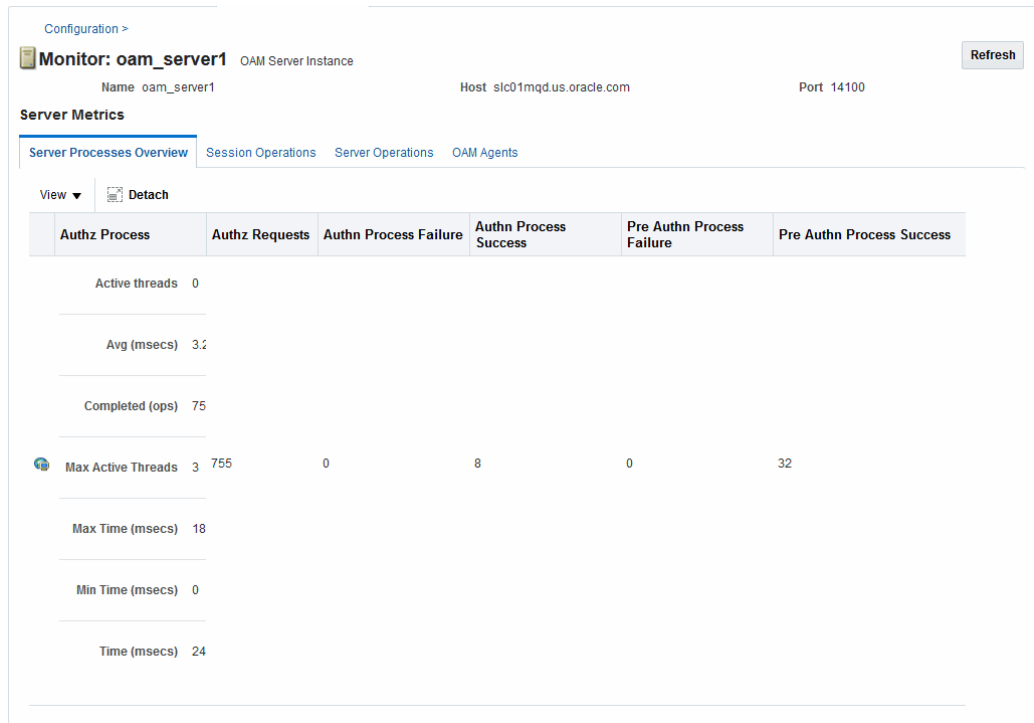 Configuration >
Monitor: oam_server1 OAM Server Instance
Refresh
Name oam_server1 Host slc01mqd.us.oracle.com Port 14100
Server Metrics
Server Processes Overview Session Operations Server Operations OAM Agents
View Detach
Authz Process Authz Requests Authn Process Failure Authn Process Success Pre Authn Process Failure Pre Authn Process Success
Active threads 0
Avg (msecs) 3.2
Completed (ops) 75
Max Active Threads 3 755 0 8 0 32
Max Time (msecs) 18
Min Time (msecs) 0
Time (msecs) 24